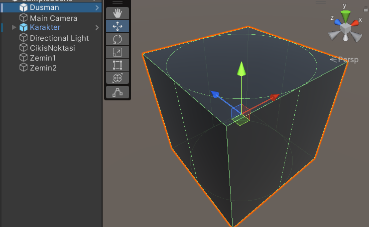 Dusman
Main Camera
Karakter
Directional Light
CikisNoktasi
Zemin1
Zemin2
y
z
x
Persp